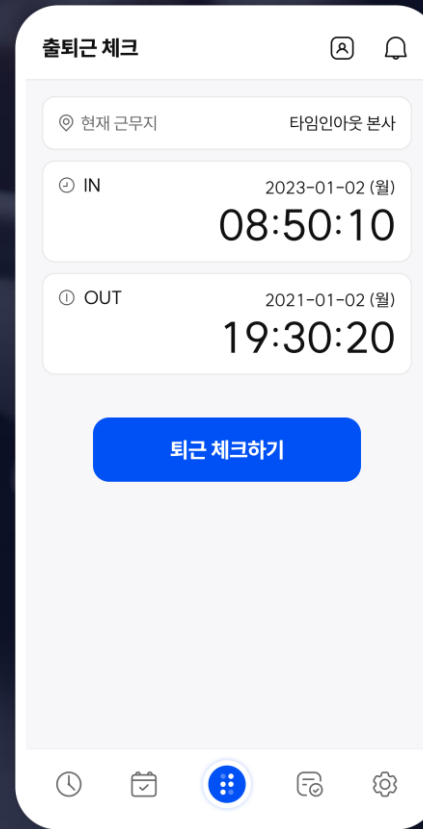 출퇴근 체크
현재 근무지 타임인아웃 본사
IN 2023-01-02 (월)
08:50:10
OUT 2021-01-02 (월)
19:30:20
퇴근 체크하기